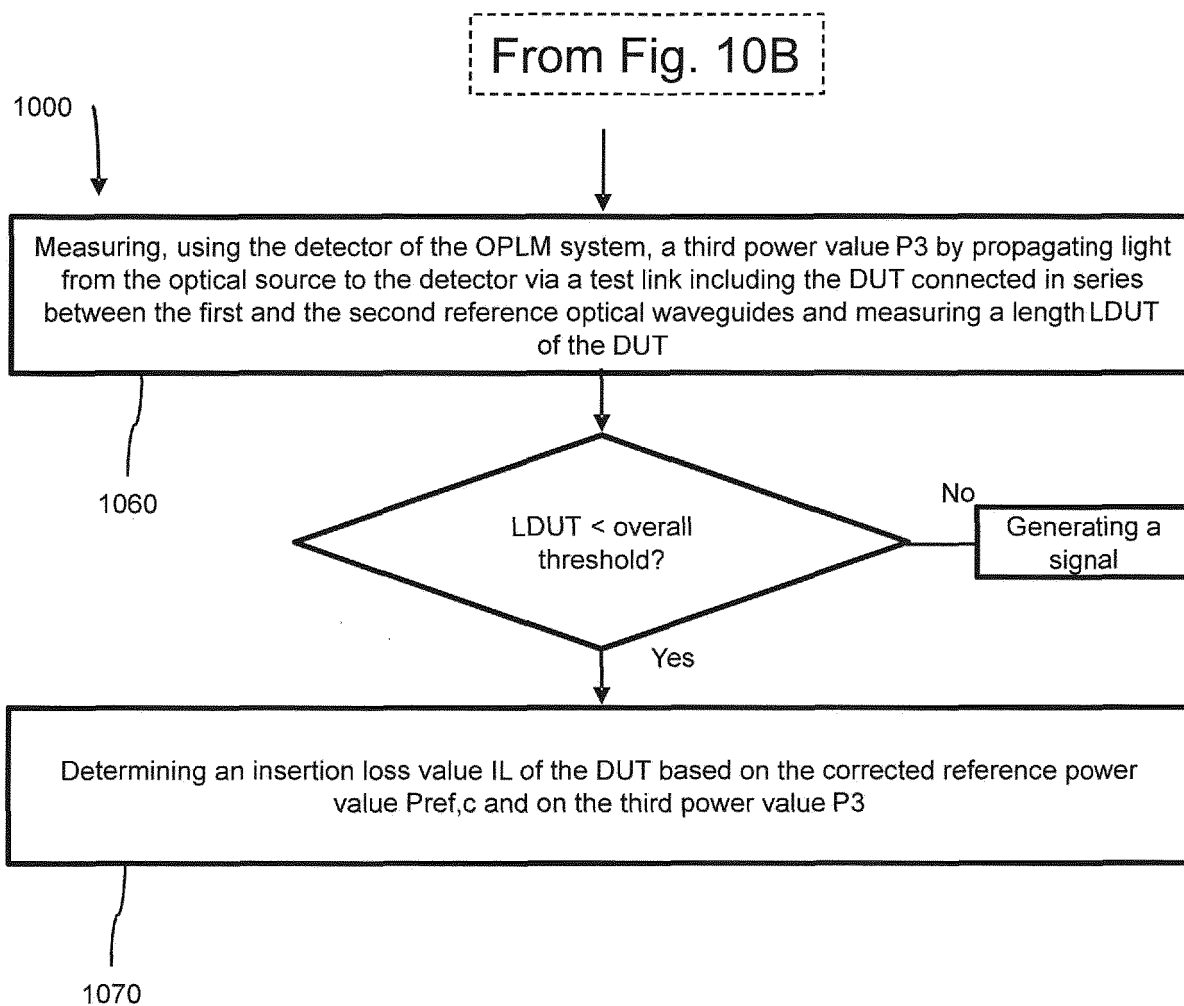 From Fig. 10B
1000
Measuring, using the detector of the OPLM system, a third power value P3 by propagating light
from the optical source to the detector via a test link including the DUT connected in series
between the first and the second reference optical waveguides and measuring a length LDUT
of the DUT
1060
LDUT < overall
threshold?
No
Generating a
signal
Yes
Determining an insertion loss value IL of the DUT based on the corrected reference power
value Pref,c and on the third power value P3
1070